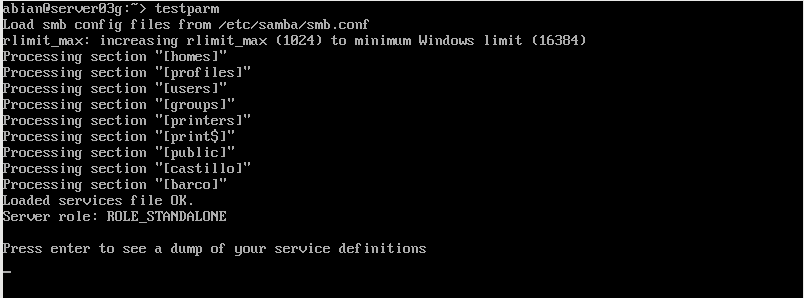 abian@server03g:~> testparm
Load smb config files from /etc/samba/smb.conf
rlimit_max: increasing rlimit_max (1024) to minimum Windows limit (16384)
Processing section "[homes]"
Processing section "[profiles]"
Processing section "[users]"
Processing section "[groups]"
Processing section "[printers]"
Processing section "[print$]"
Processing section "[public]"
Processing section "[castillo]"
Processing section "[barco]"
Loaded services file OK.
Server role: ROLE_STANDALONE
Press enter to see a dump of your service definitions